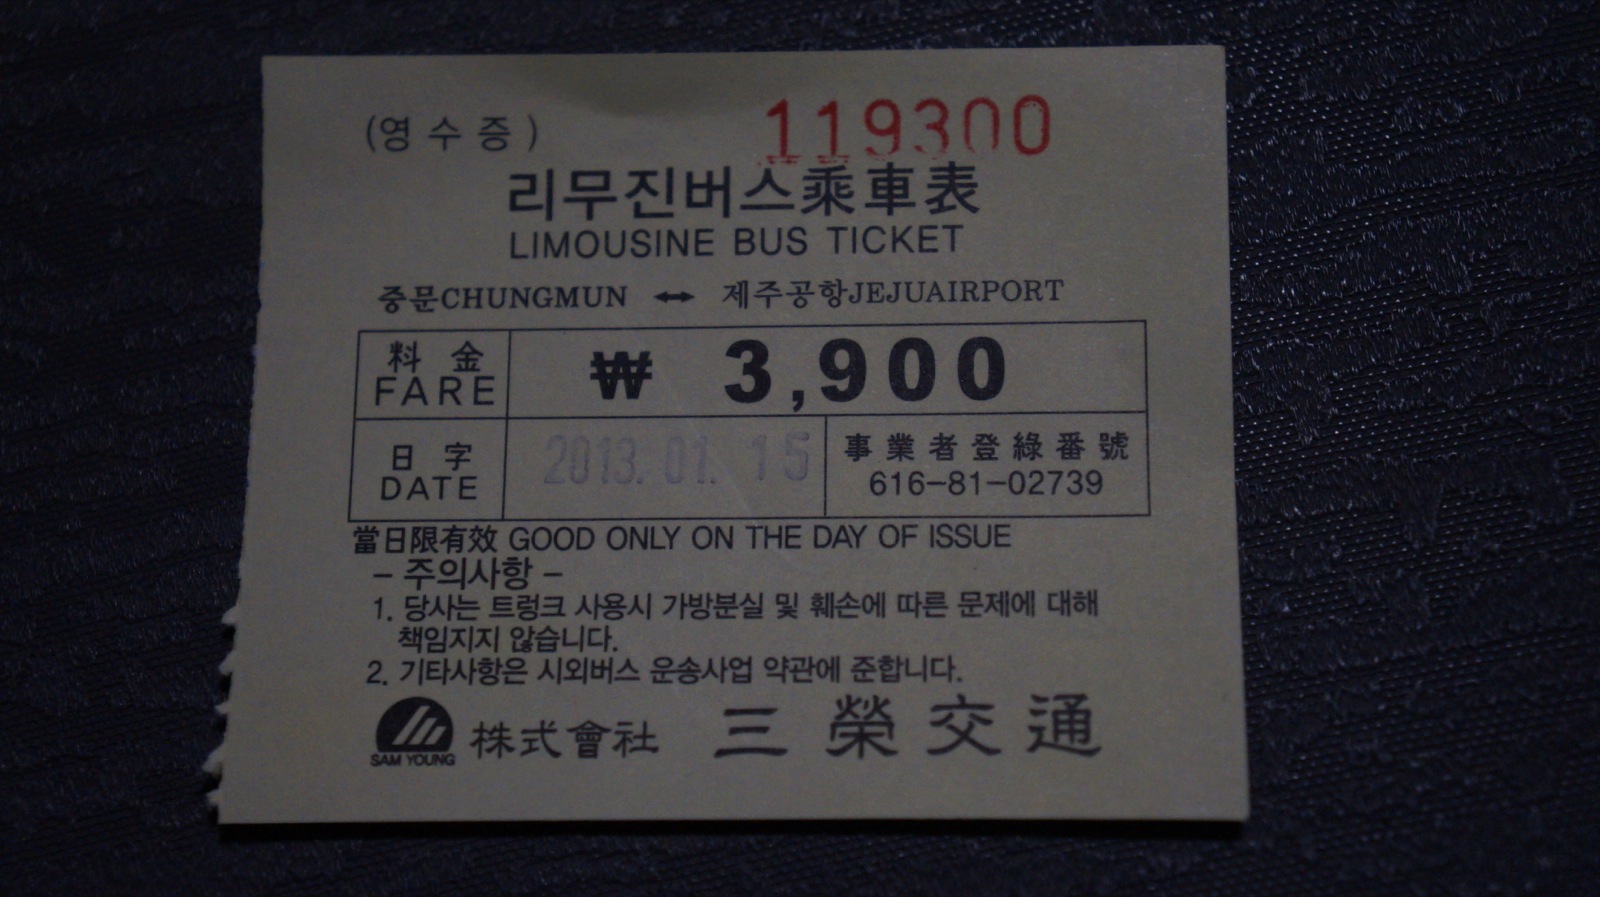 (영수증)
119300
리무진버스乘車表
LIMOUSINE BUS TICKET
중문CHUNGMUN ↔ 제주공항JEJUAIRPORT
料 金
FARE
₩ 3,900
日 字
DATE
2013.01.15
事業者登綠番號
616-81-02739
當日限有效 GOOD ONLY ON THE DAY OF ISSUE
- 주의사항 -
1. 당사는 트렁크 사용시 가방분실 및 훼손에 따른 문제에 대해
책임지지 않습니다.
2. 기타사항은 시외버스 운송사업 약관에 준합니다.
SAM YOUNG
株式會社 三榮交通